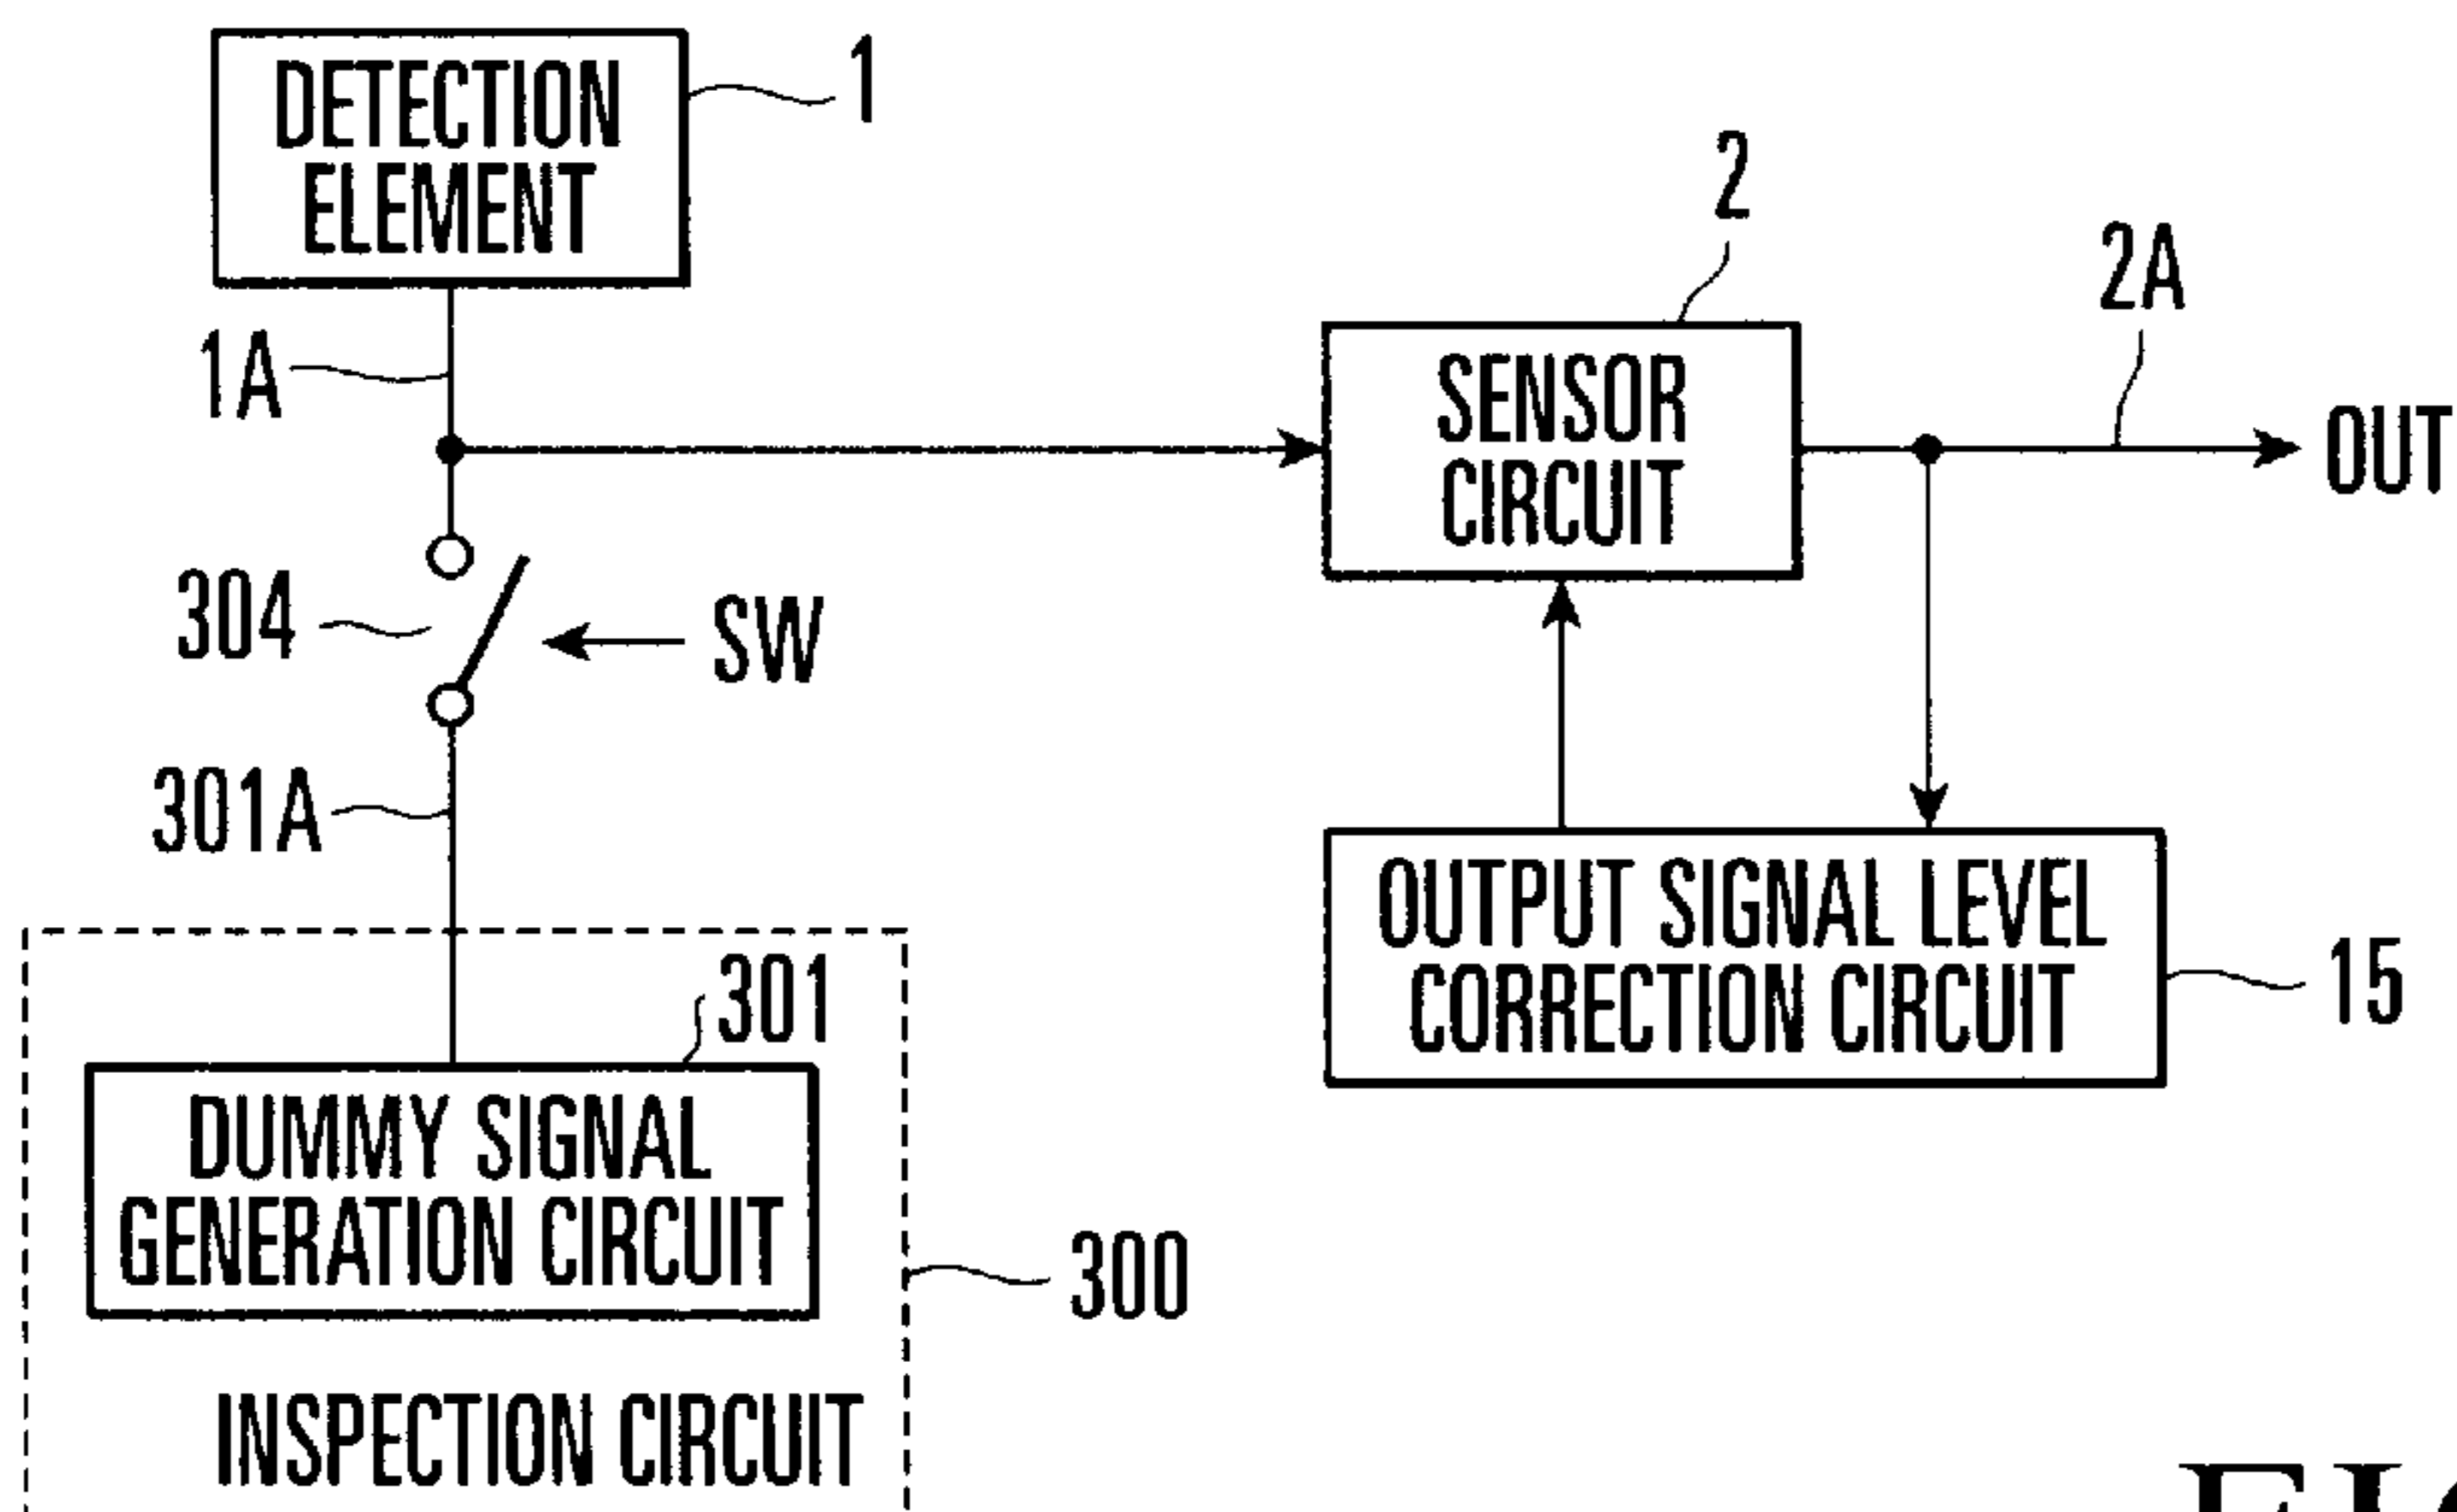 DETECTION
ELEMENT
1
1A
2
SENSOR
CIRCUIT
2A
OUT
304
SW
301A
OUTPUT SIGNAL LEVEL
CORRECTION CIRCUIT
15
301
DUMMY SIGNAL
GENERATION CIRCUIT
300
INSPECTION CIRCUIT